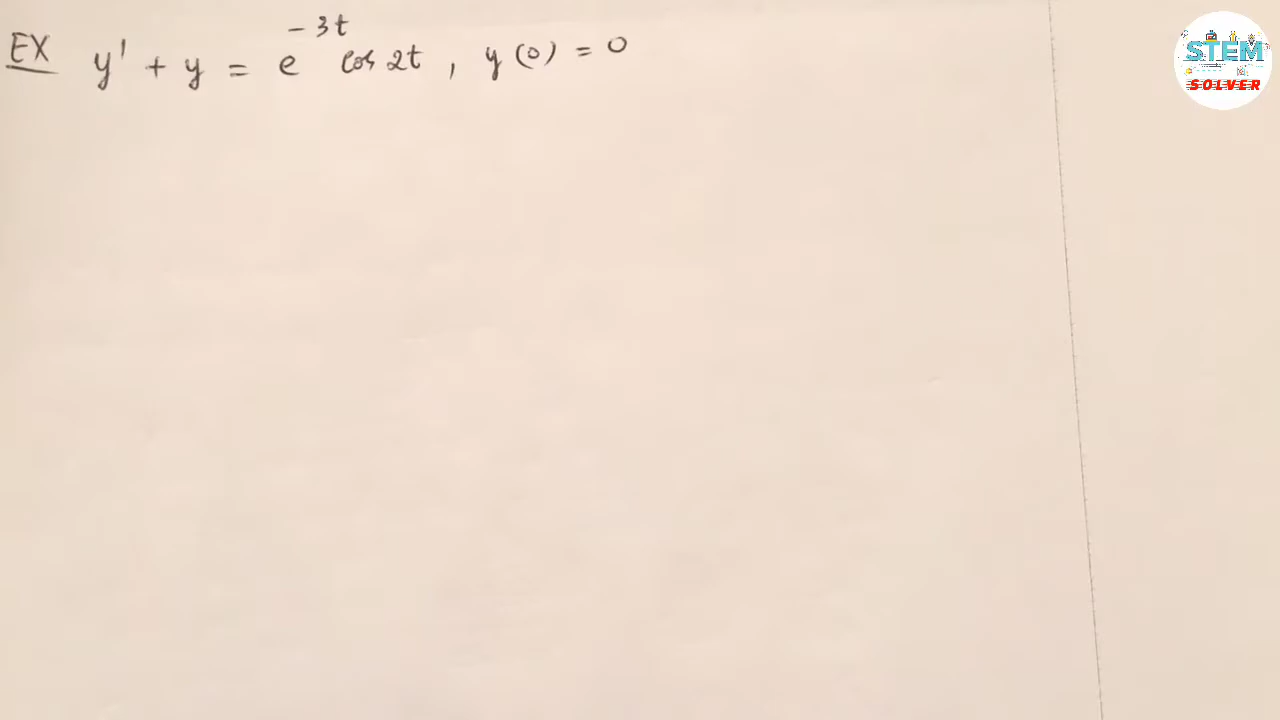 EX y' + y = e^{-3t} cos 2t, y(0) = 0
STEM
SOLVER